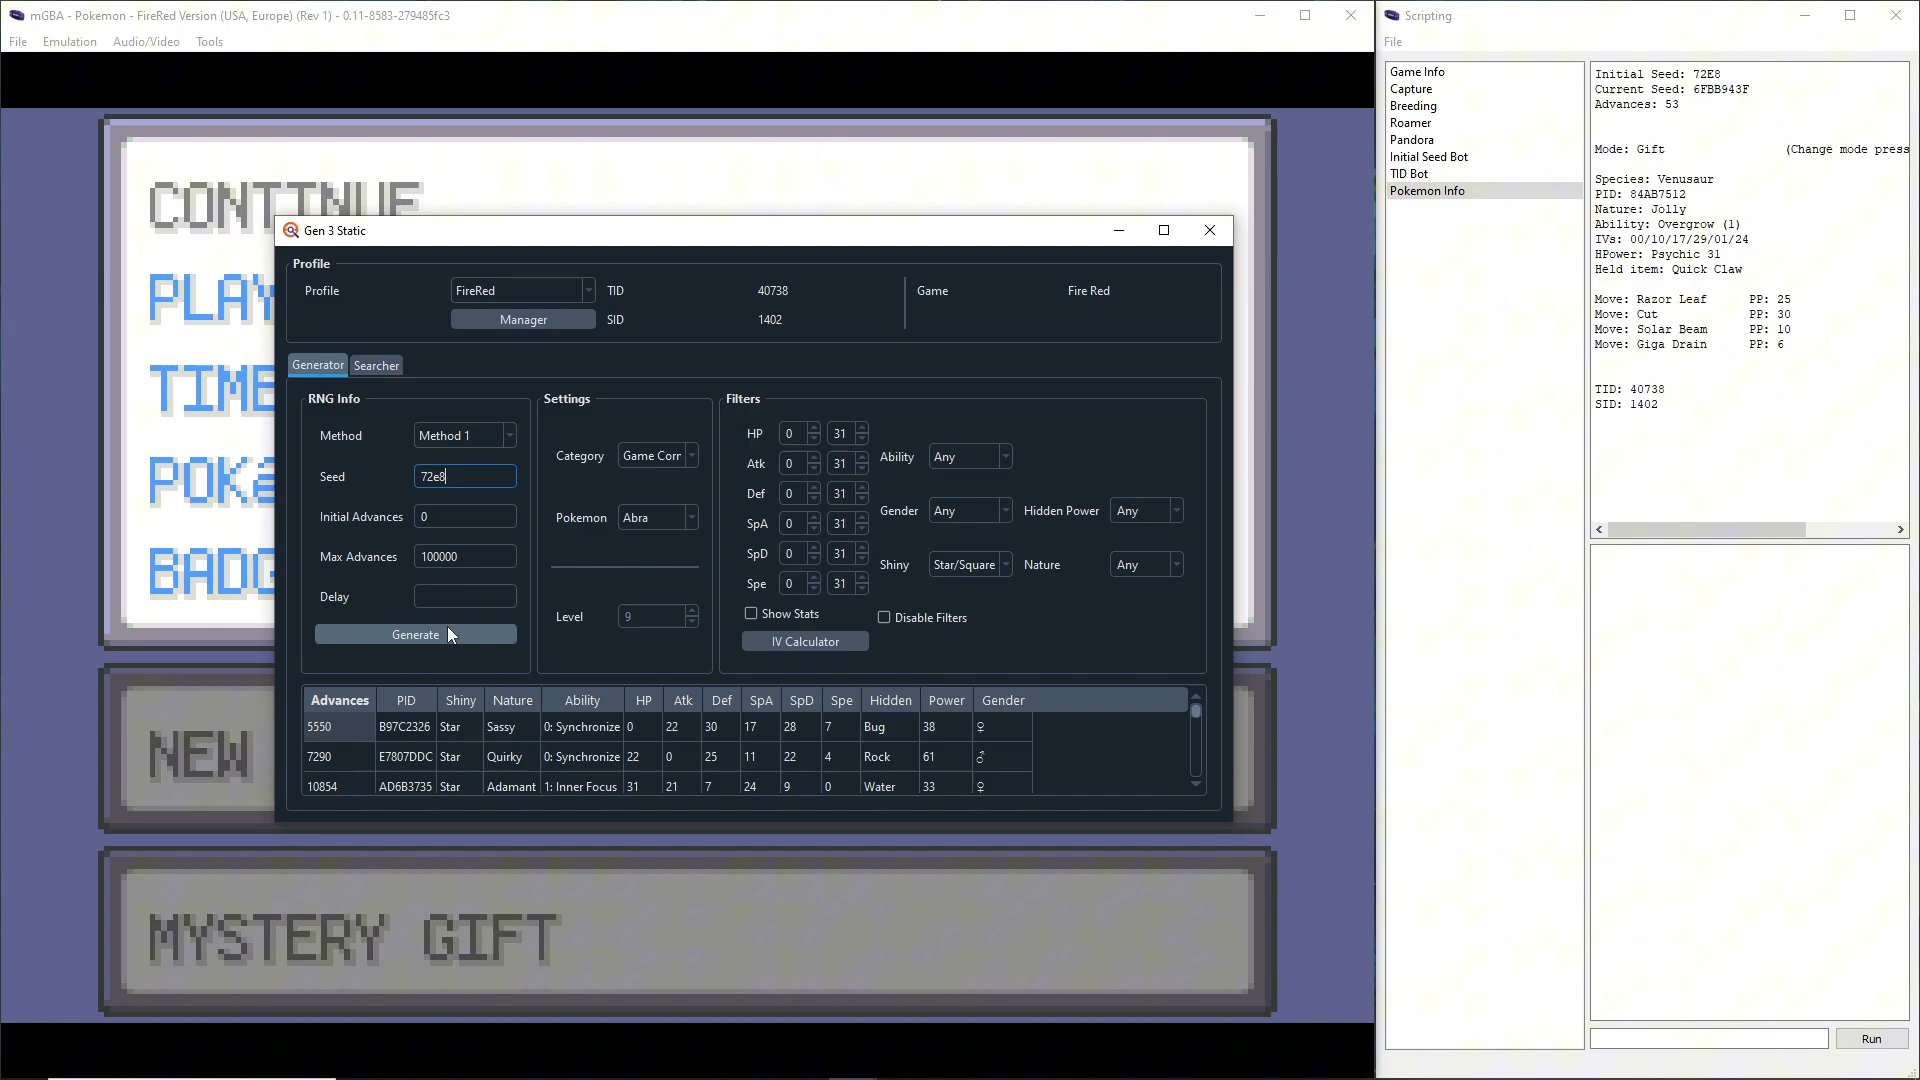 mGBA - Pokemon - FireRed Version (USA, Europe) (Rev 1) - 0.11-8583-279485fc3
File Emulation Audio/Video Tools
CONTINUE
BADG
NEW
MYSTERY GIFT
Gen 3 Static
Profile
Profile FireRed TID 40738 Game Fire Red
Manager SID 1402
Generator Searcher
RNG Info
Method Method 1
Seed 72e8
Initial Advances 0
Max Advances 100000
Delay
Generate
Settings
Category Game Corr
Pokemon Abra
Level 9
Filters
HP 0 31
Atk 0 31
Def 0 31
SpA 0 31
SpD 0 31
Spe 0 31
Show Stats
IV Calculator
Ability Any
Gender Any Hidden Power Any
Shiny Star/Square Nature Any
Disable Filters
Advances PID Shiny Nature Ability HP Atk Def SpA SpD Spe Hidden Power Gender
5550 B97C2326 Star Sassy 0: Synchronize 0 22 30 17 28 7 Bug 38 ♀
7290 E7807DDC Star Quirky 0: Synchronize 22 0 25 11 22 4 Rock 61 ♂
10854 AD6B3735 Star Adamant 1: Inner Focus 31 21 7 24 9 0 Water 33 ♀
PLAY
TIME
POKé
Scripting
File
Game Info
Capture
Breeding
Roamer
Pandora
Initial Seed Bot
TID Bot
Pokemon Info
Initial Seed: 72E8
Current Seed: 6FBB943F
Advances: 53
Mode: Gift (Change mode press
Species: Venusaur
PID: 84AB7512
Nature: Jolly
Ability: Overgrow (1)
IVs: 00/10/17/29/01/24
HPower: Psychic 31
Held item: Quick Claw
Move: Razor Leaf PP: 25
Move: Cut PP: 30
Move: Solar Beam PP: 10
Move: Giga Drain PP: 6
TID: 40738
SID: 1402
Run